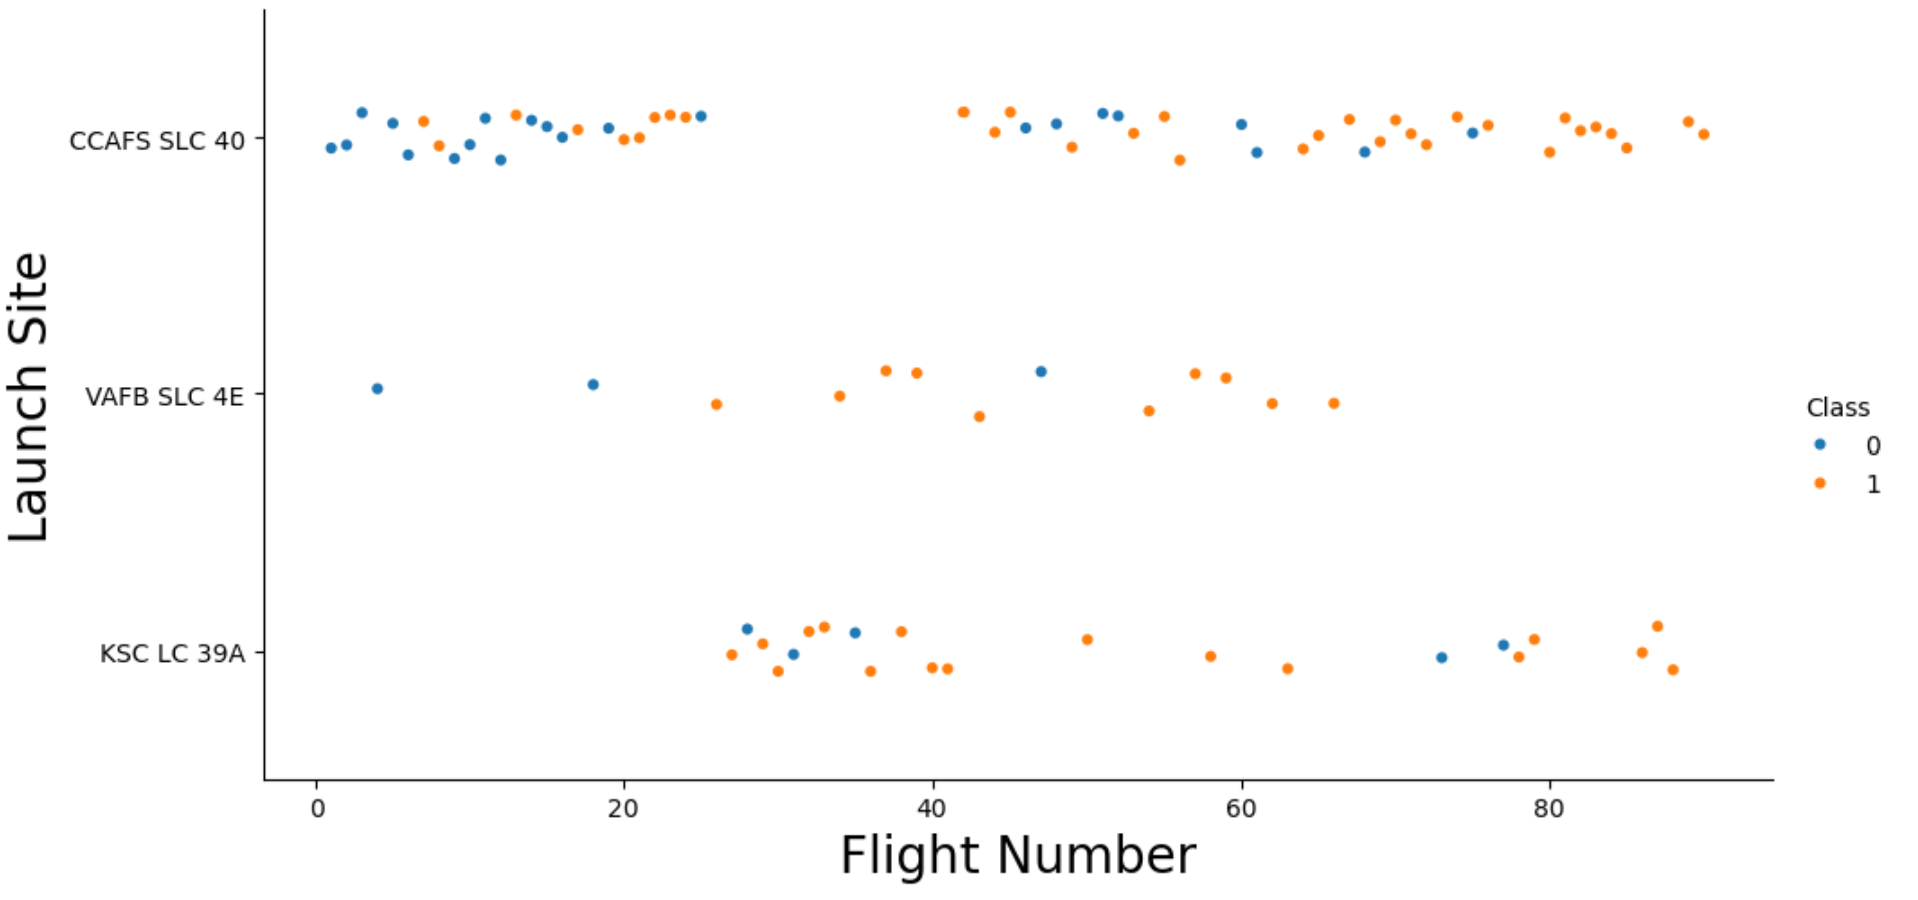 Launch Site
CCAFS SLC 40
VAFB SLC 4E
KSC LC 39A
0
20
40
60
80
Flight Number
Class
0
1